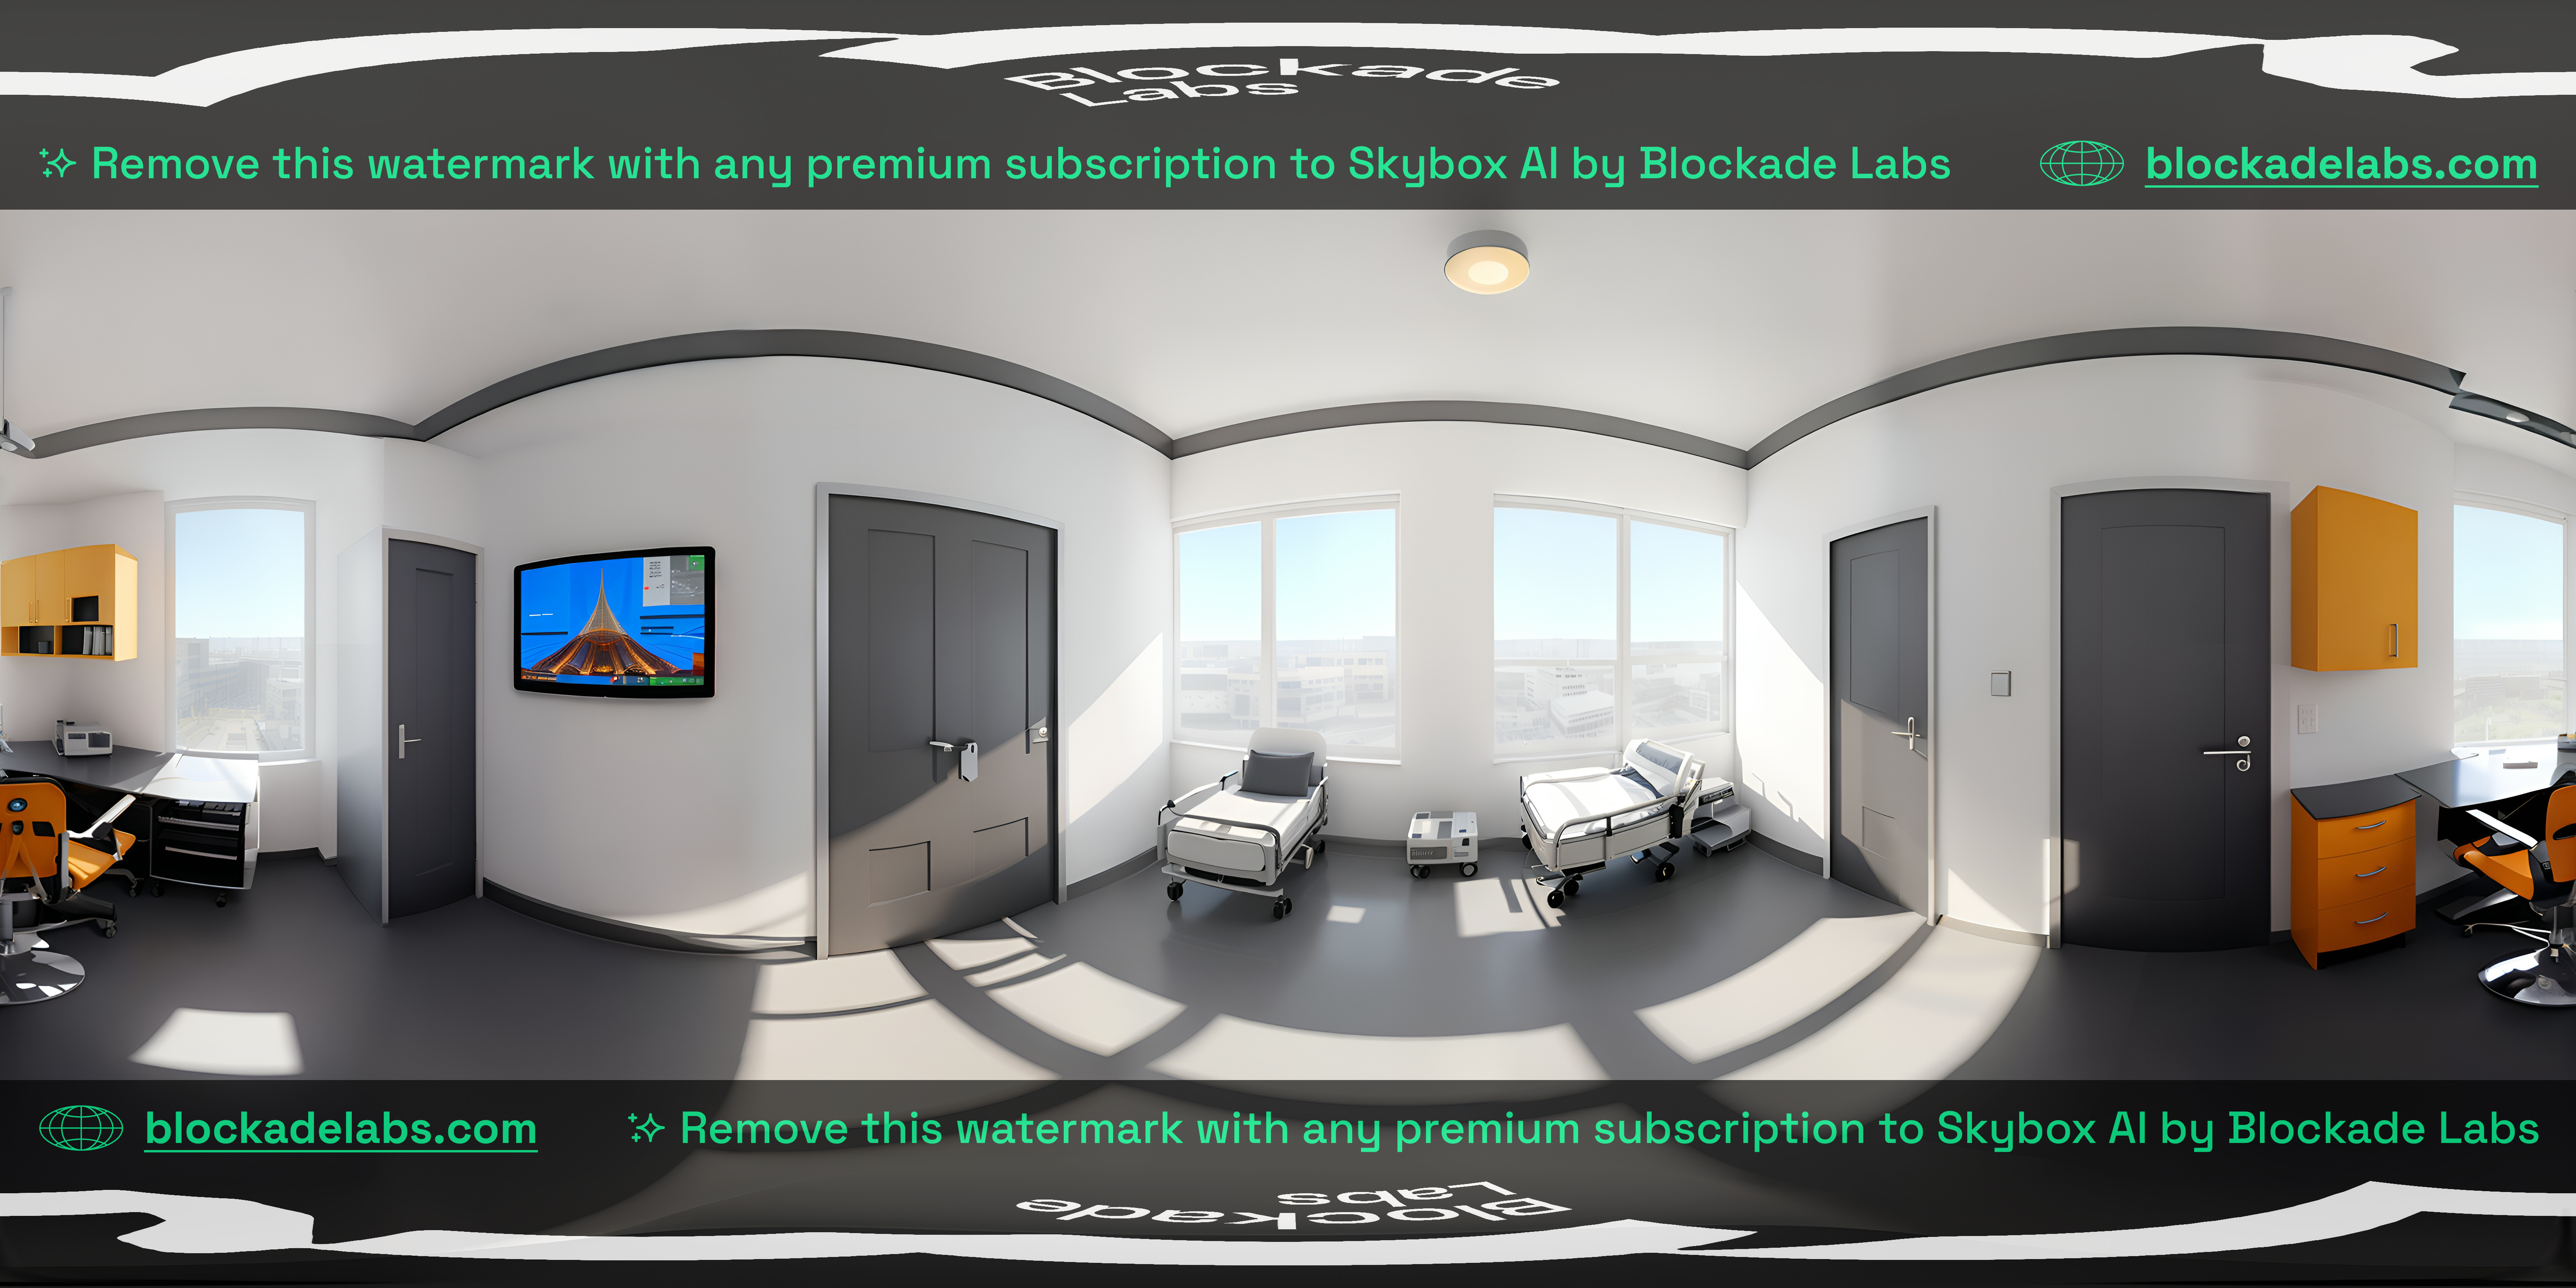 Blockade
Labs
Remove this watermark with any premium subscription to Skybox AI by Blockade Labs
blockadelabs.com
blockadelabs.com
Remove this watermark with any premium subscription to Skybox AI by Blockade Labs
Blockade
Labs